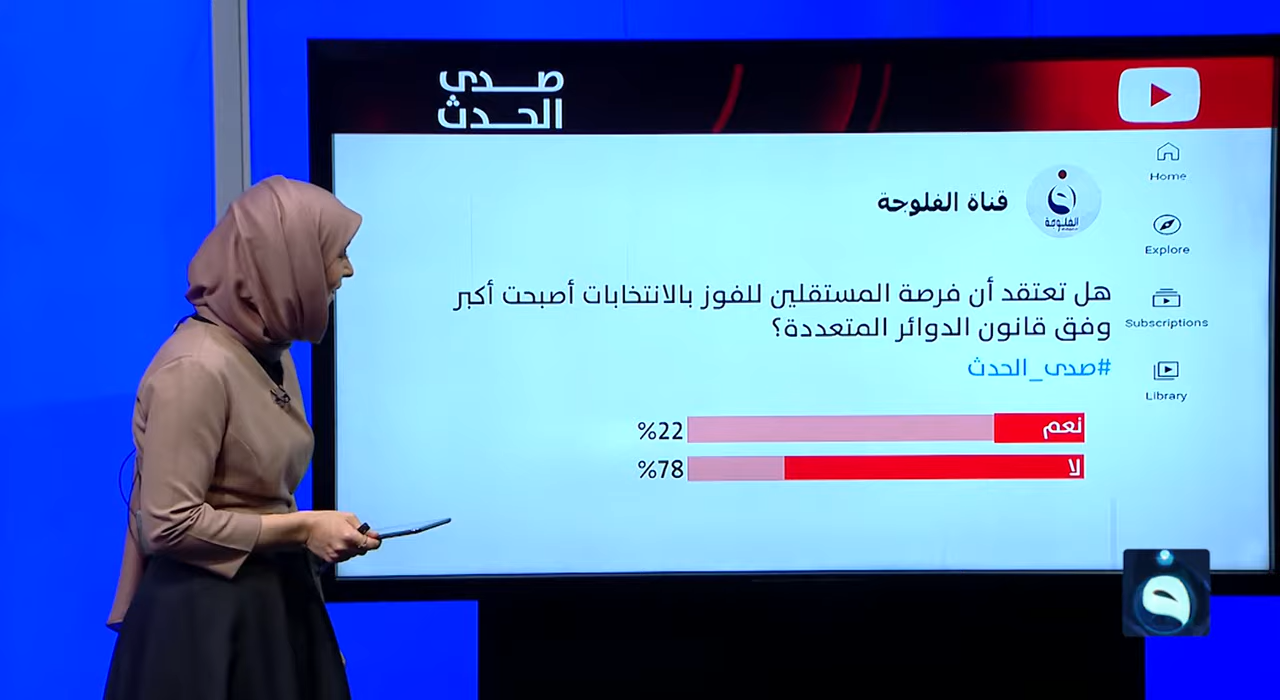 صدى
الحدث
قناة الفلوجة
الفلوجة
هل تعتقد أن فرصة المستقلين للفوز بالانتخابات أصبحت أكبر
وفق قانون الدوائر المتعددة؟
#صدى_الحدث
نعم %22
لا %78
Home
Explore
Subscriptions
Library